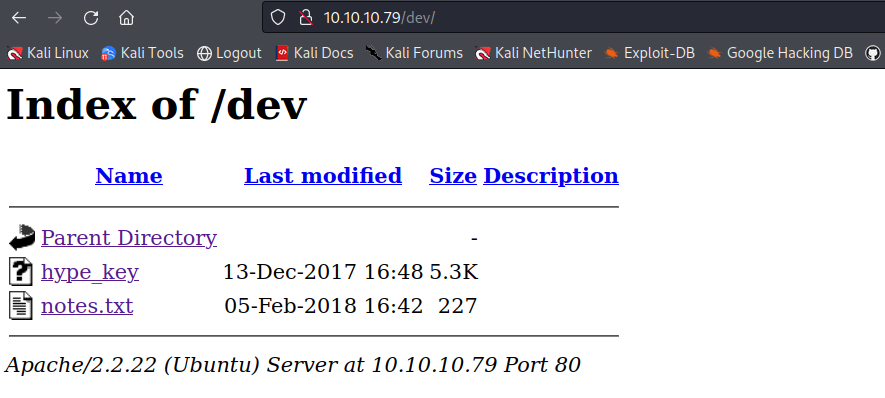 10.10.10.79/dev/
Kali Linux Kali Tools Logout Kali Docs Kali Forums Kali NetHunter Exploit-DB Google Hacking DB
Index of /dev
Name Last modified Size Description
Parent Directory -
hype_key 13-Dec-2017 16:48 5.3K
notes.txt 05-Feb-2018 16:42 227
Apache/2.2.22 (Ubuntu) Server at 10.10.10.79 Port 80